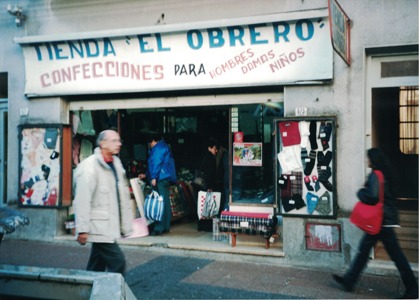 TIENDA "EL OBRERO"
CONFECCIONES PARA HOMBRES DAMAS NIÑOS